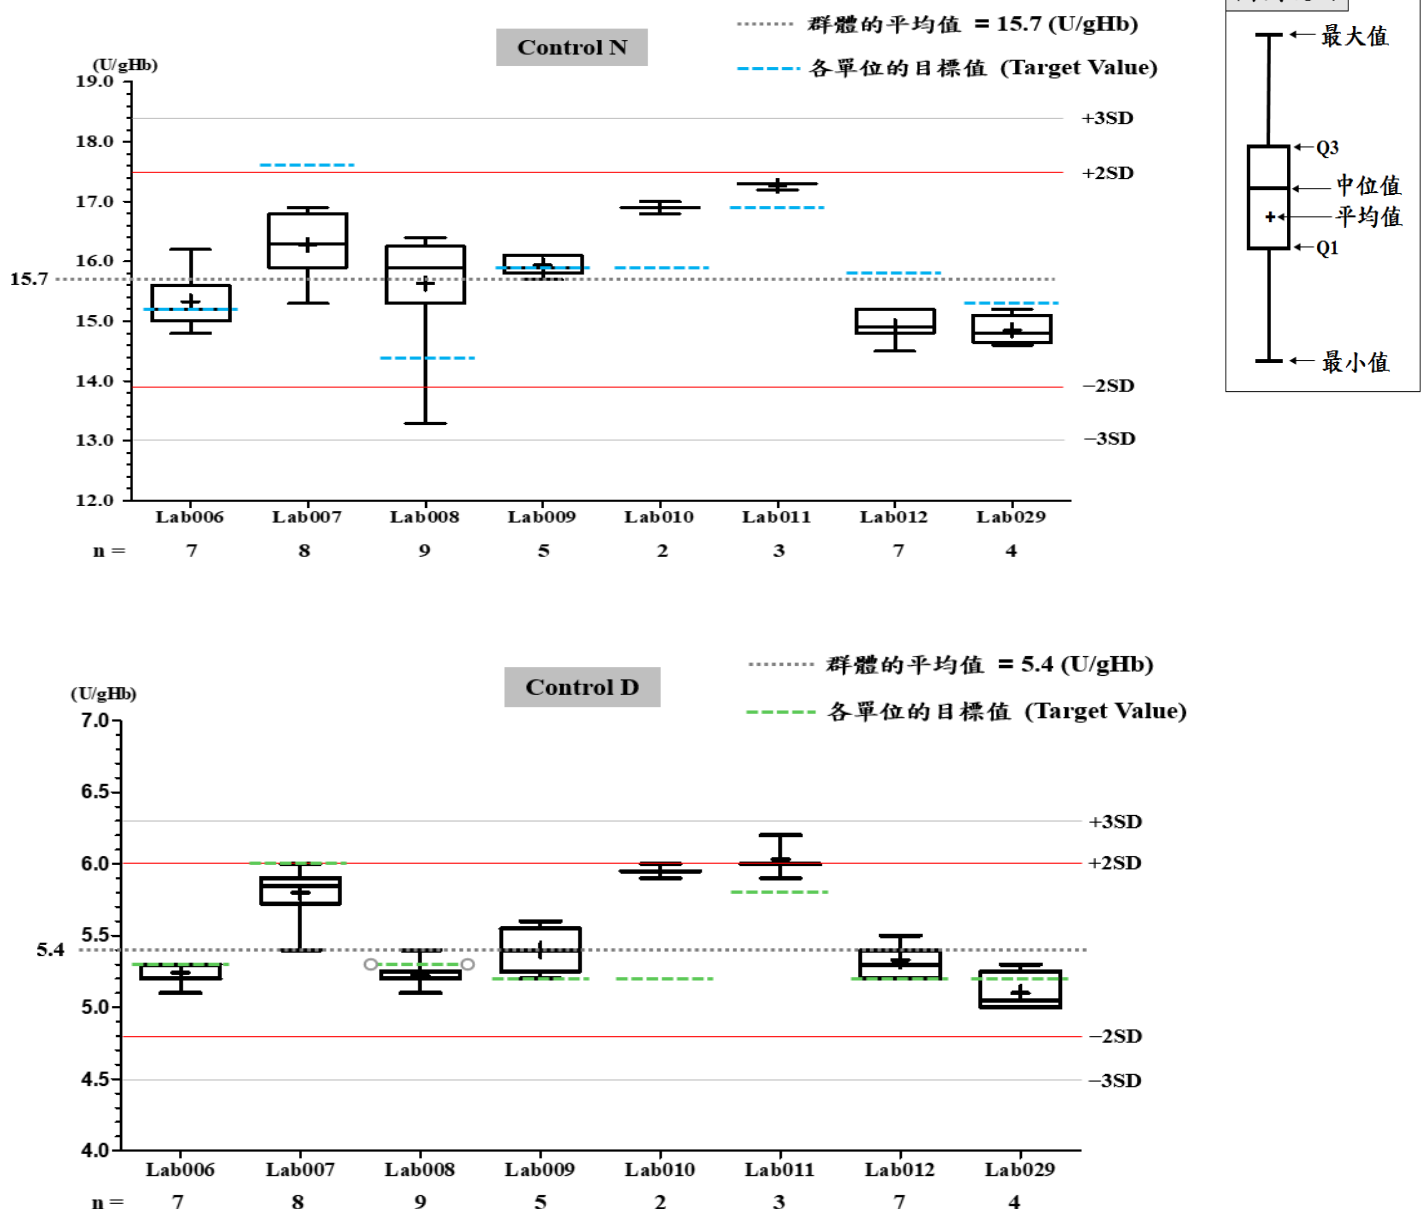 群體的平均值 = 15.7 (U/gHb)
Control N
各單位的目標值 (Target Value)
(U/gHb)
19.0
18.0
17.0
16.0
15.7
15.0
14.0
13.0
12.0
+3SD
+2SD
−2SD
−3SD
Lab006 Lab007 Lab008 Lab009 Lab010 Lab011 Lab012 Lab029
n = 7 8 9 5 2 3 7 4
最大值
Q3
中位值
平均值
Q1
最小值
群體的平均值 = 5.4 (U/gHb)
Control D
各單位的目標值 (Target Value)
(U/gHb)
7.0
6.5
6.0
5.5
5.4
5.0
4.5
4.0
+3SD
+2SD
−2SD
−3SD
Lab006 Lab007 Lab008 Lab009 Lab010 Lab011 Lab012 Lab029
n = 7 8 9 5 2 3 7 4